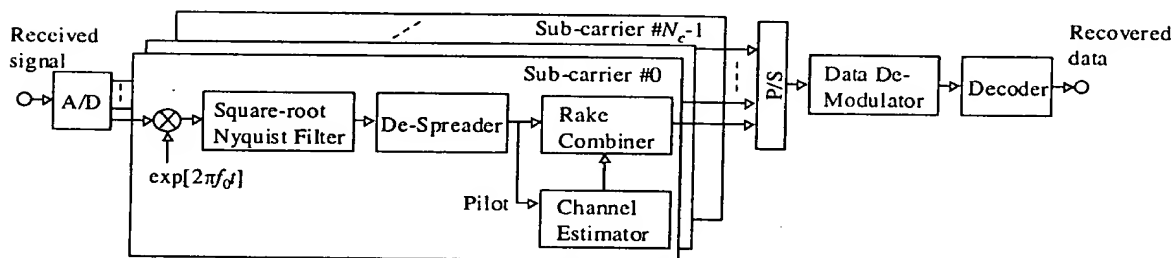 Sub-carrier #Nc-1
Received
signal
Recovered
data
Sub-carrier #0
A/D
Square-root
Nyquist Filter
De-Spreader
Rake
Combiner
P/S
Data De-
Modulator
Decoder
exp[2πf0t]
Pilot
Channel
Estimator